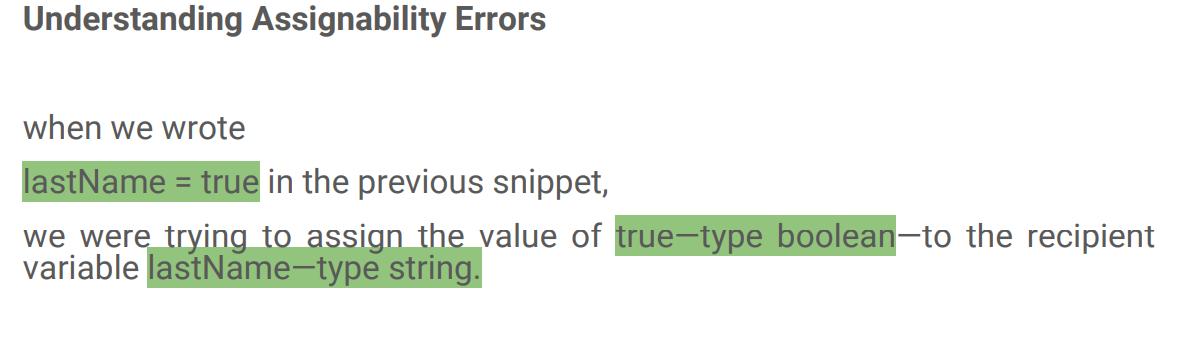 Understanding Assignability Errors
when we wrote
lastName = true in the previous snippet,
we were trying to assign the value of true—type boolean—to the recipient
variable lastName—type string.